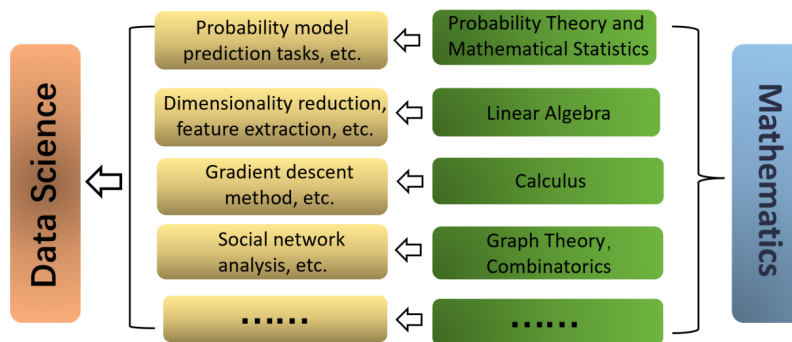 Data Science
Probability model
prediction tasks, etc.
Probability Theory and
Mathematical Statistics
Dimensionality reduction,
feature extraction, etc.
Linear Algebra
Gradient descent
method, etc.
Calculus
Social network
analysis, etc.
Graph Theory,
Combinatorics
……
……
Mathematics